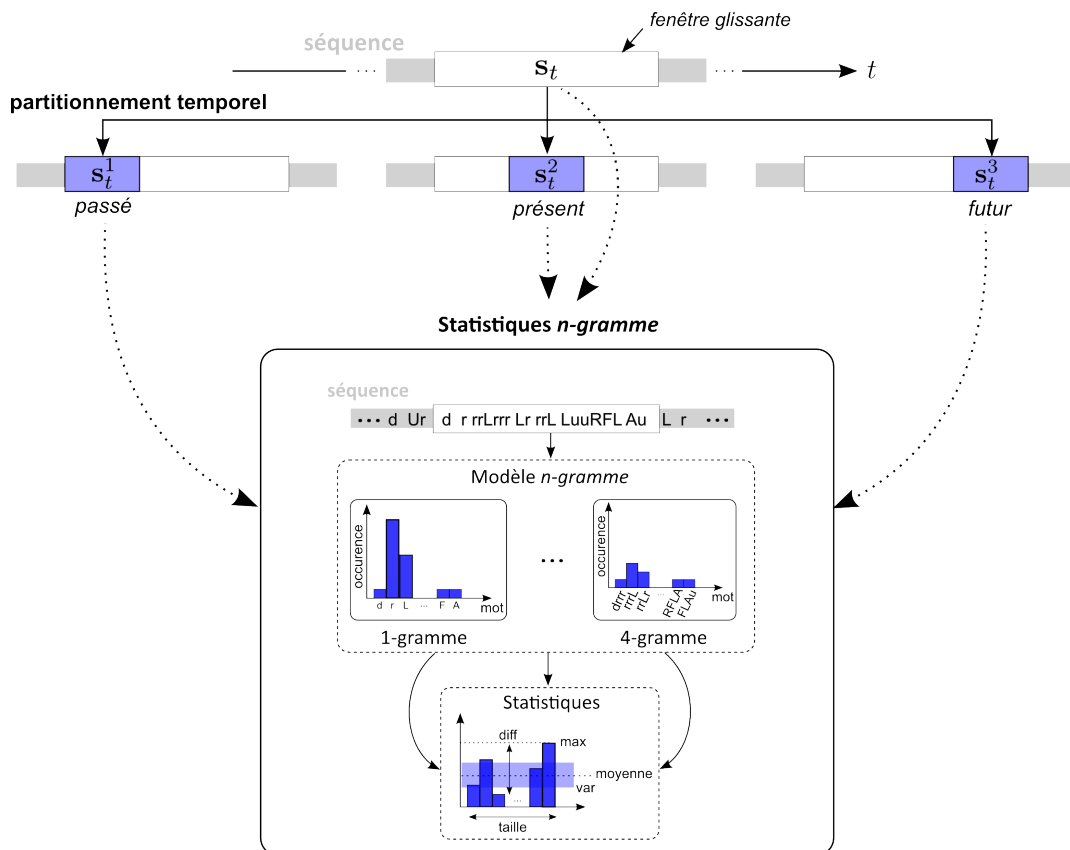 fenêtre glissante
séquence
··· s_t ··· t
partitionnement temporel
s_t^1 s_t^2 s_t^3
passé présent futur
Statistiques n-gramme
séquence
••• d Ur d r rrLrrr Lr rrL LuuRFL Au L r •••
Modèle n-gramme
occurence
d r L ... F A mot
1-gramme
•••
occurence
drrr rrrL rrLr ... RFLA FLAu mot
4-gramme
Statistiques
diff max
moyenne
var
...
taille